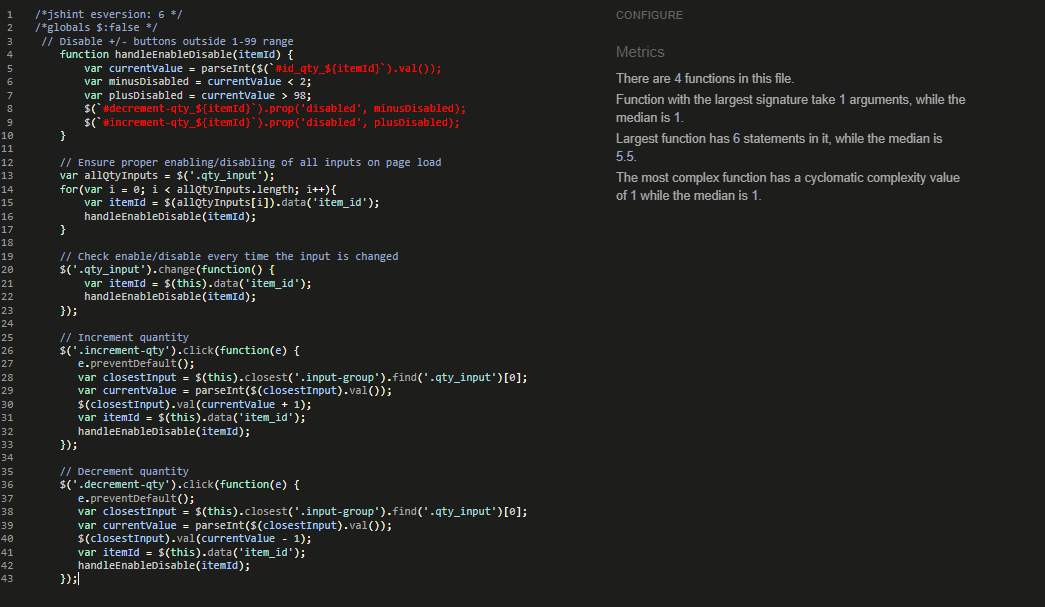 1 /*jshint esversion: 6 */
2 /*globals $:false */
3 // Disable +/- buttons outside 1-99 range
4 function handleEnableDisable(itemId) {
5 var currentValue = parseInt($(`#id_qty_${itemId}`).val());
6 var minusDisabled = currentValue < 2;
7 var plusDisabled = currentValue > 98;
8 $(`#decrement-qty_${itemId}`).prop('disabled', minusDisabled);
9 $(`#increment-qty_${itemId}`).prop('disabled', plusDisabled);
10 }
11
12 // Ensure proper enabling/disabling of all inputs on page load
13 var allQtyInputs = $('.qty_input');
14 for(var i = 0; i < allQtyInputs.length; i++){
15 var itemId = $(allQtyInputs[i]).data('item_id');
16 handleEnableDisable(itemId);
17 }
18
19 // Check enable/disable every time the input is changed
20 $('.qty_input').change(function() {
21 var itemId = $(this).data('item_id');
22 handleEnableDisable(itemId);
23 });
24
25 // Increment quantity
26 $('.increment-qty').click(function(e) {
27 e.preventDefault();
28 var closestInput = $(this).closest('.input-group').find('.qty_input')[0];
29 var currentValue = parseInt($(closestInput).val());
30 $(closestInput).val(currentValue + 1);
31 var itemId = $(this).data('item_id');
32 handleEnableDisable(itemId);
33 });
34
35 // Decrement quantity
36 $('.decrement-qty').click(function(e) {
37 e.preventDefault();
38 var closestInput = $(this).closest('.input-group').find('.qty_input')[0];
39 var currentValue = parseInt($(closestInput).val());
40 $(closestInput).val(currentValue - 1);
41 var itemId = $(this).data('item_id');
42 handleEnableDisable(itemId);
43 });
CONFIGURE
Metrics
There are 4 functions in this file.
Function with the largest signature take 1 arguments, while the
median is 1.
Largest function has 6 statements in it, while the median is
5.5.
The most complex function has a cyclomatic complexity value
of 1 while the median is 1.